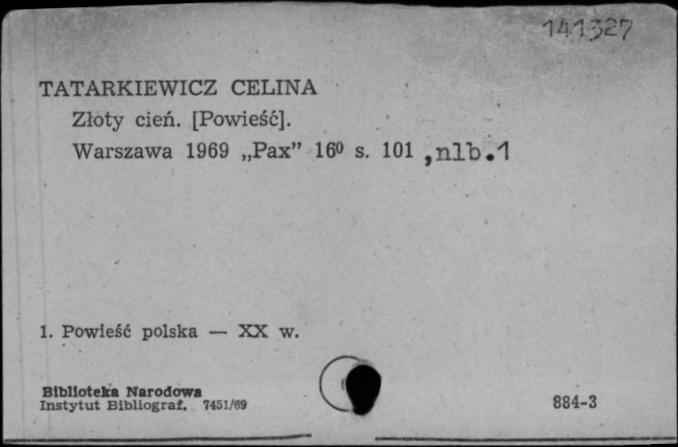 141327
TATARKIEWICZ CELINA
Złoty cień. [Powieść].
Warszawa 1969 „Pax” 16⁰ s. 101 ,nlb.1
1. Powieść polska — XX w.
Biblioteka Narodowa
Instytut Bibliograf. 7451/69
884-3